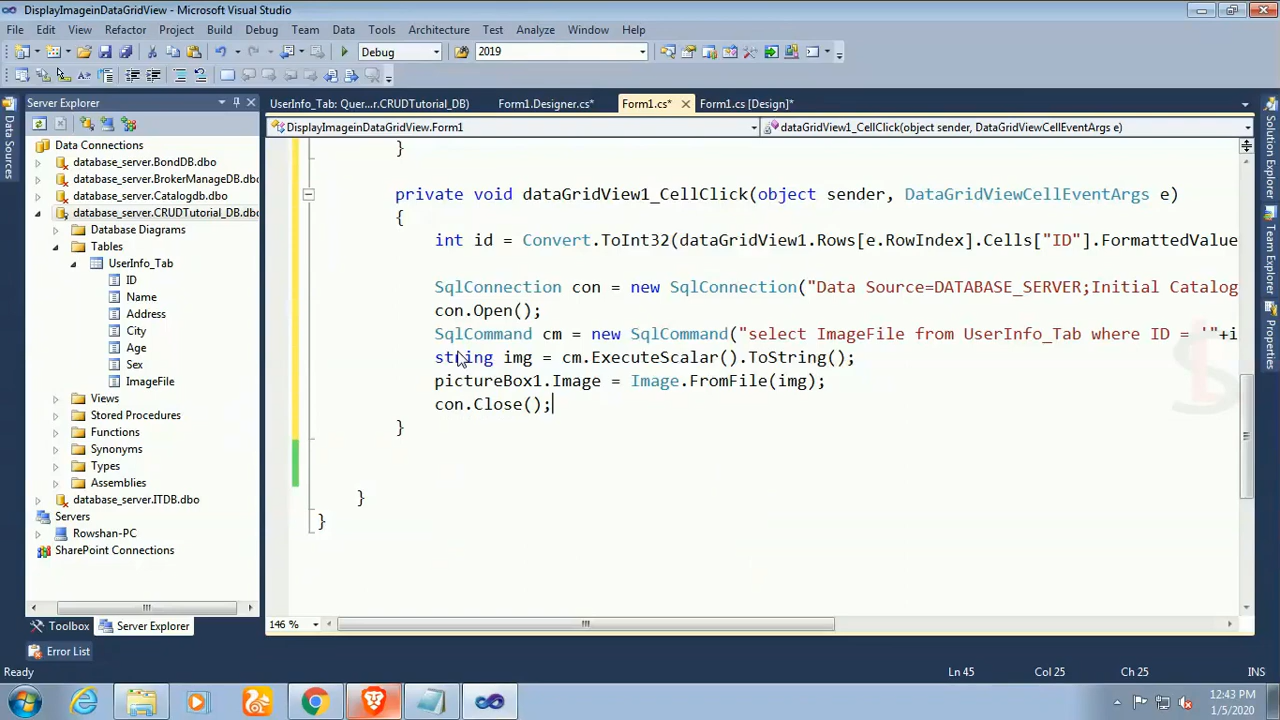 DisplayImageinDataGridView - Microsoft Visual Studio
File Edit View Refactor Project Build Debug Team Data Tools Architecture Test Analyze Window Help
Debug 2019
Server Explorer
UserInfo_Tab: Quer...r.CRUDTutorial_DB) Form1.Designer.cs* Form1.cs* Form1.cs [Design]*
DisplayImageinDataGridView.Form1 dataGridView1_CellClick(object sender, DataGridViewCellEventArgs e)
Data Sources
Data Connections
database_server.BondDB.dbo
database_server.BrokerManageDB.dbo
database_server.Catalogdb.dbo
database_server.CRUDTutorial_DB.dbo
Database Diagrams
Tables
UserInfo_Tab
ID
Name
Address
City
Age
Sex
ImageFile
Views
Stored Procedures
Functions
Synonyms
Types
Assemblies
database_server.ITDB.dbo
Servers
Rowshan-PC
SharePoint Connections
Toolbox Server Explorer
Error List
}
private void dataGridView1_CellClick(object sender, DataGridViewCellEventArgs e)
{
int id = Convert.ToInt32(dataGridView1.Rows[e.RowIndex].Cells["ID"].FormattedValue
SqlConnection con = new SqlConnection("Data Source=DATABASE_SERVER;Initial Catalog
con.Open();
SqlCommand cm = new SqlCommand("select ImageFile from UserInfo_Tab where ID = '"+i
string img = cm.ExecuteScalar().ToString();
pictureBox1.Image = Image.FromFile(img);
con.Close();
}
}
}
146 %
Solution Explorer
Team Explorer
Properties
Ready Ln 45 Col 25 Ch 25 INS
12:43 PM
1/5/2020